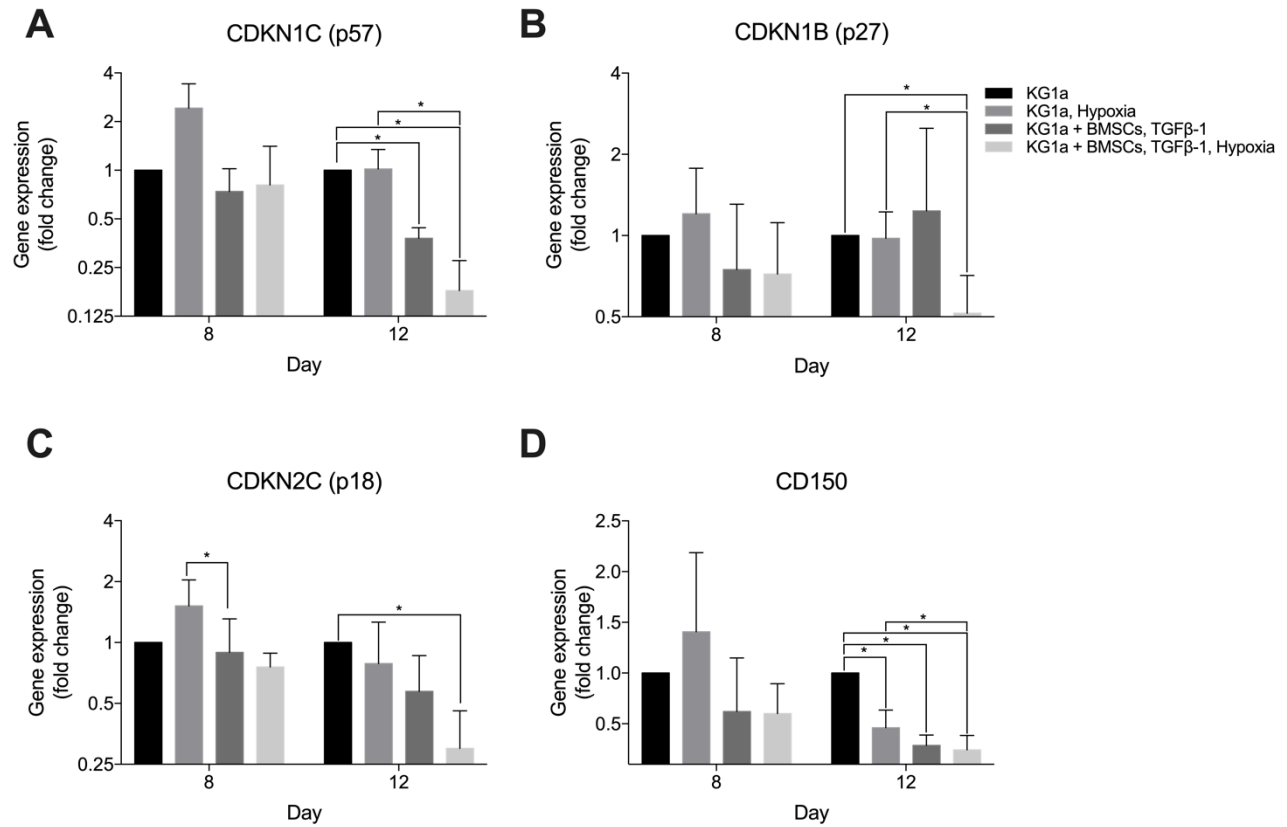 A
CDKN1C (p57)
Gene expression
(fold change)
4
2
1
0.5
0.25
0.125
*
*
*
8
12
Day
B
CDKN1B (p27)
Gene expression
(fold change)
4
2
1
0.5
*
*
8
12
Day
KG1a
KG1a, Hypoxia
KG1a + BMSCs, TGFβ-1
KG1a + BMSCs, TGFβ-1, Hypoxia
C
CDKN2C (p18)
Gene expression
(fold change)
4
2
1
0.5
0.25
*
*
8
12
Day
D
CD150
Gene expression
(fold change)
2.5
2.0
1.5
1.0
0.5
*
*
*
*
8
12
Day